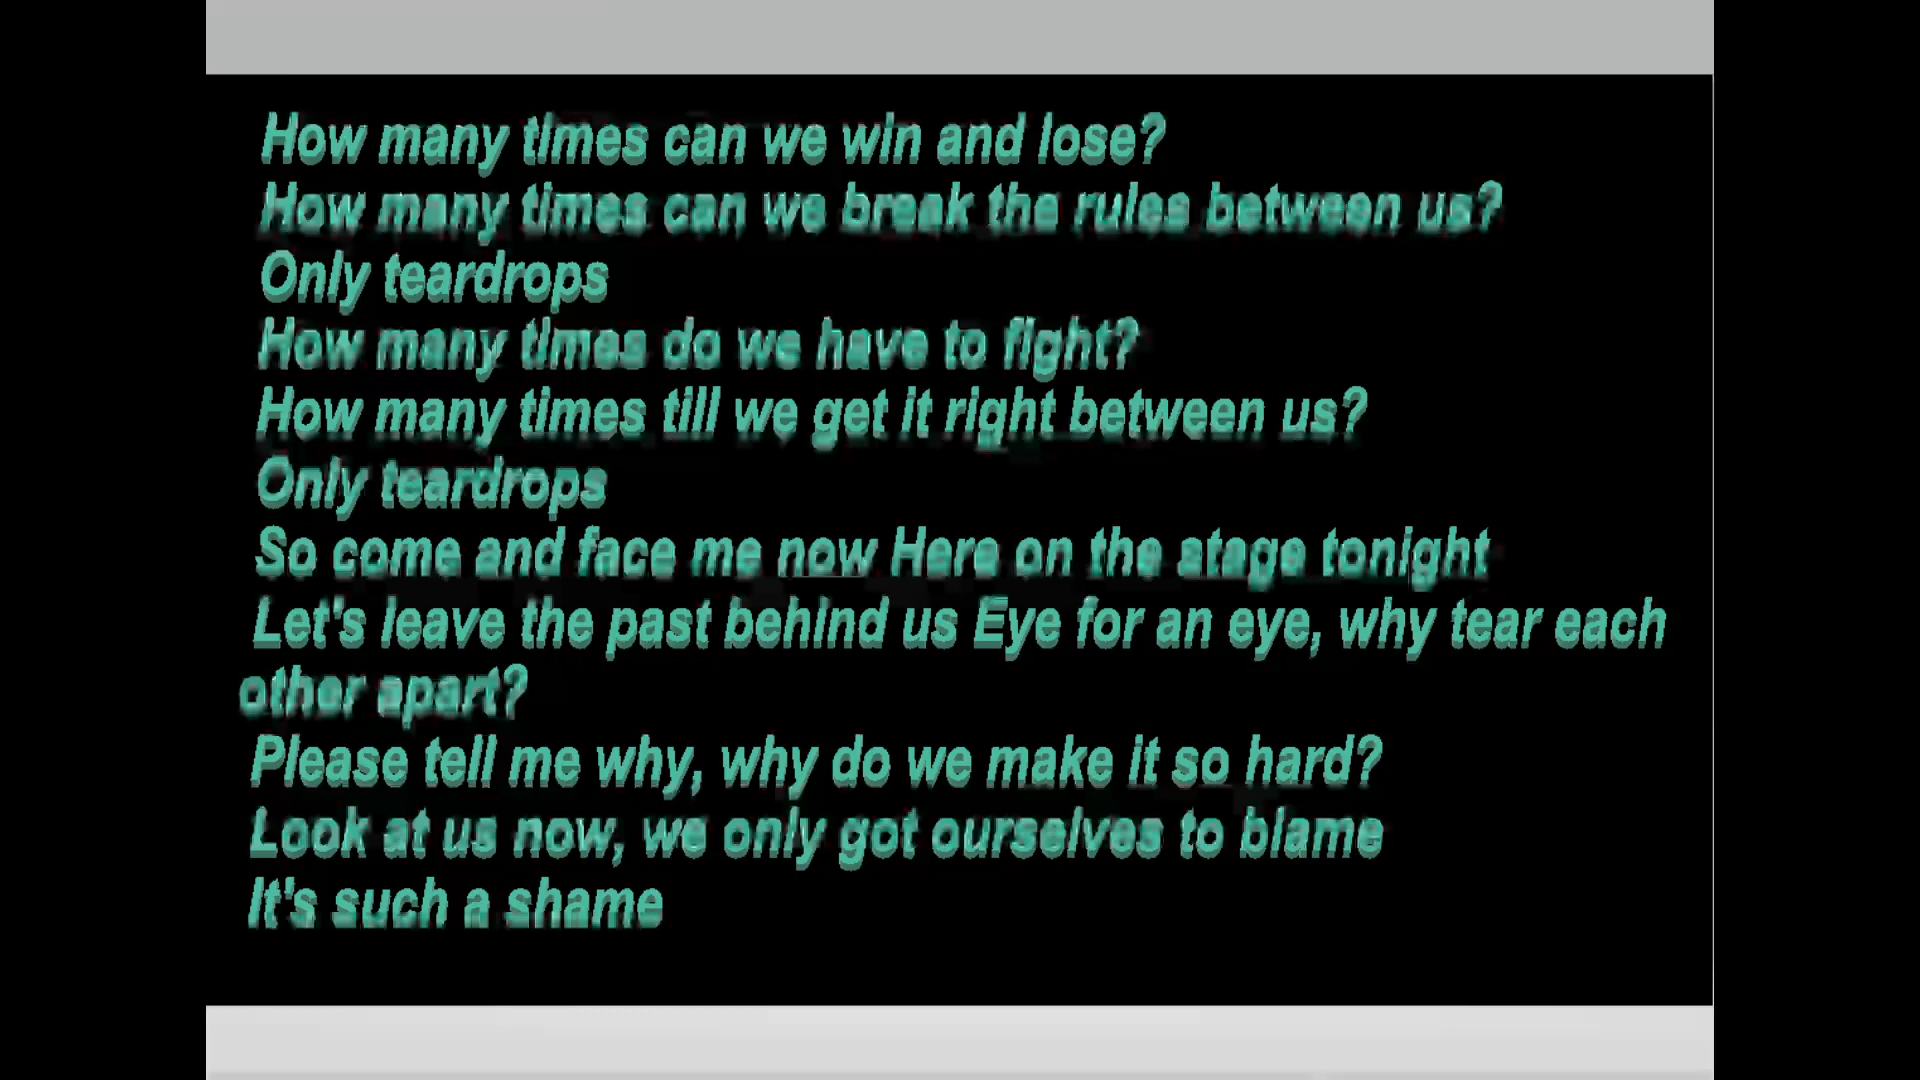 How many times can we win and lose?
How many times can we break the rules between us?
Only teardrops
How many times do we have to fight?
How many times till we get it right between us?
Only teardrops
So come and face me now Here on the stage tonight
Let's leave the past behind us Eye for an eye, why tear each
other apart?
Please tell me why, why do we make it so hard?
Look at us now, we only got ourselves to blame
It's such a shame